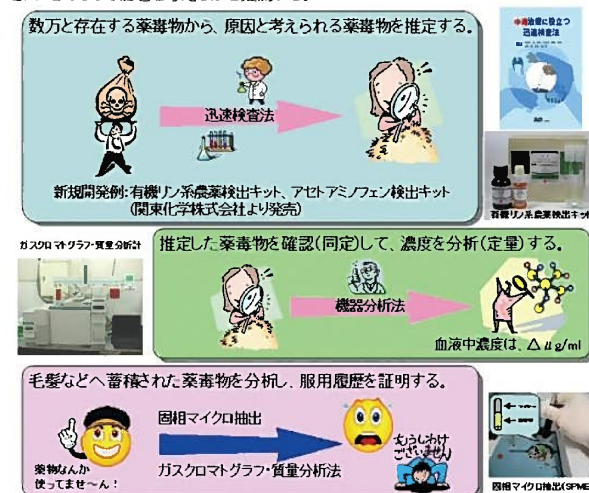 数万と存在する薬毒物から、原因と考えられる薬毒物を推定する。
中毒治療に役立つ
迅速検査法
迅速検査法
新規開発例:有機リン系農薬検出キット、アセトアミノフェン検出キット
(関東化学株式会社より発売)
有機リン系農薬検出キット
ガスクロマトグラフ・質量分析計
推定した薬毒物を確認(同定)して、濃度を分析(定量)する。
機器分析法
血液中濃度は、△μg/ml
毛髪などへ蓄積された薬毒物を分析し、服用履歴を証明する。
固相マイクロ抽出
ガスクロマトグラフ・質量分析法
薬物なんか
使ってませ~ん!
もうしわけ
ございません
固相マイクロ抽出(SPME